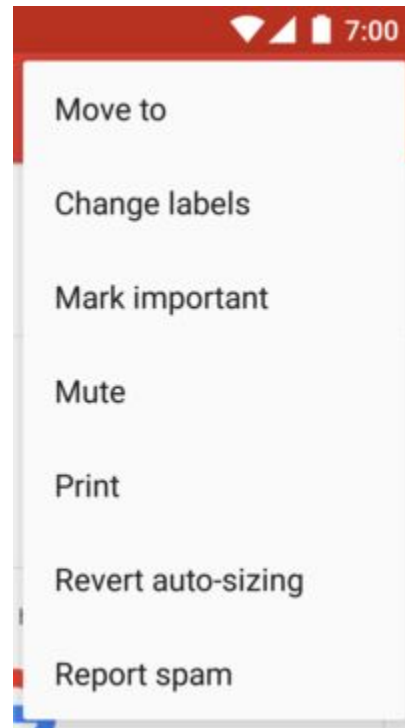 7:00
Move to
Change labels
Mark important
Mute
Print
Revert auto-sizing
Report spam